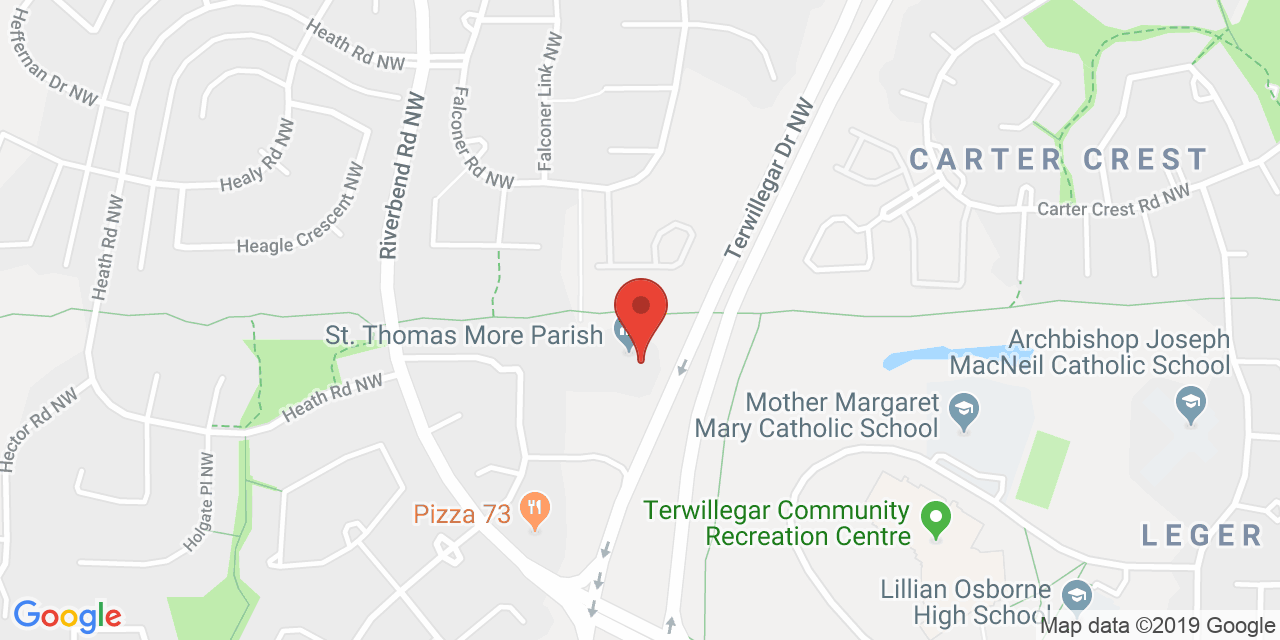 Heath Rd NW
Heffernan Dr NW
Falconer Link NW
Riverbend Rd NW
Falconer Rd NW
Terwillegar Dr NW
CARTER CREST
Healy Rd NW
Heagle Crescent NW
Carter Crest Rd NW
Heath Rd NW
St. Thomas More Parish
Archbishop Joseph
MacNeil Catholic School
Heath Rd NW
Mother Margaret
Mary Catholic School
Hector Rd NW
Holgate Pl NW
Pizza 73
Terwillegar Community
Recreation Centre
LEGER
Lillian Osborne
High School
Google
Map data ©2019 Google